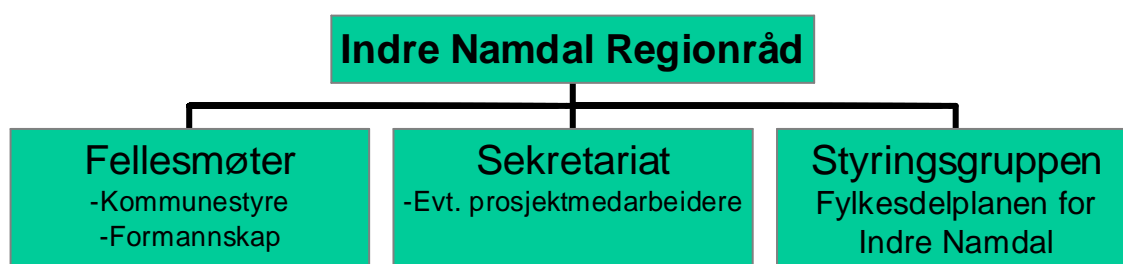 Indre Namdal Regionråd
Fellesmøter
-Kommunestyre
-Formannskap
Sekretariat
-Evt. prosjektmedarbeidere
Styringsgruppen
Fylkesdelplanen for
Indre Namdal